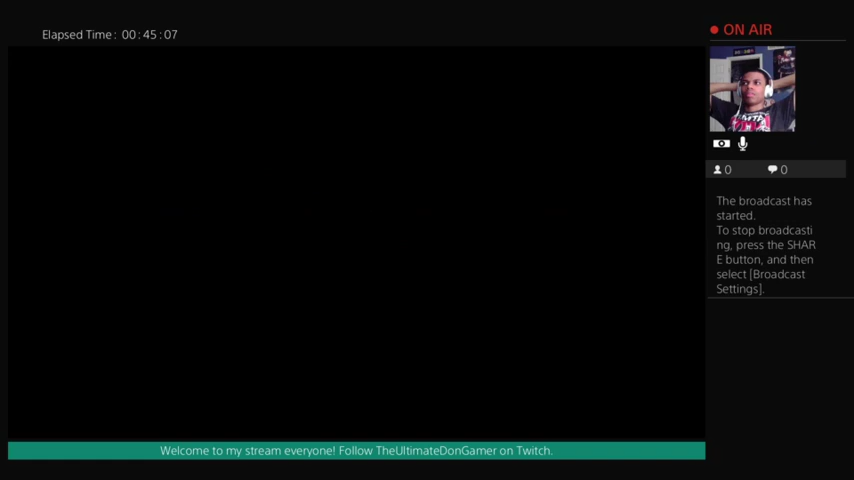 Elapsed Time: 00:45:07
ON AIR
0 0
The broadcast has
started.
To stop broadcasti
ng, press the SHAR
E button, and then
select [Broadcast
Settings].
Welcome to my stream everyone! Follow TheUltimateDonGamer on Twitch.